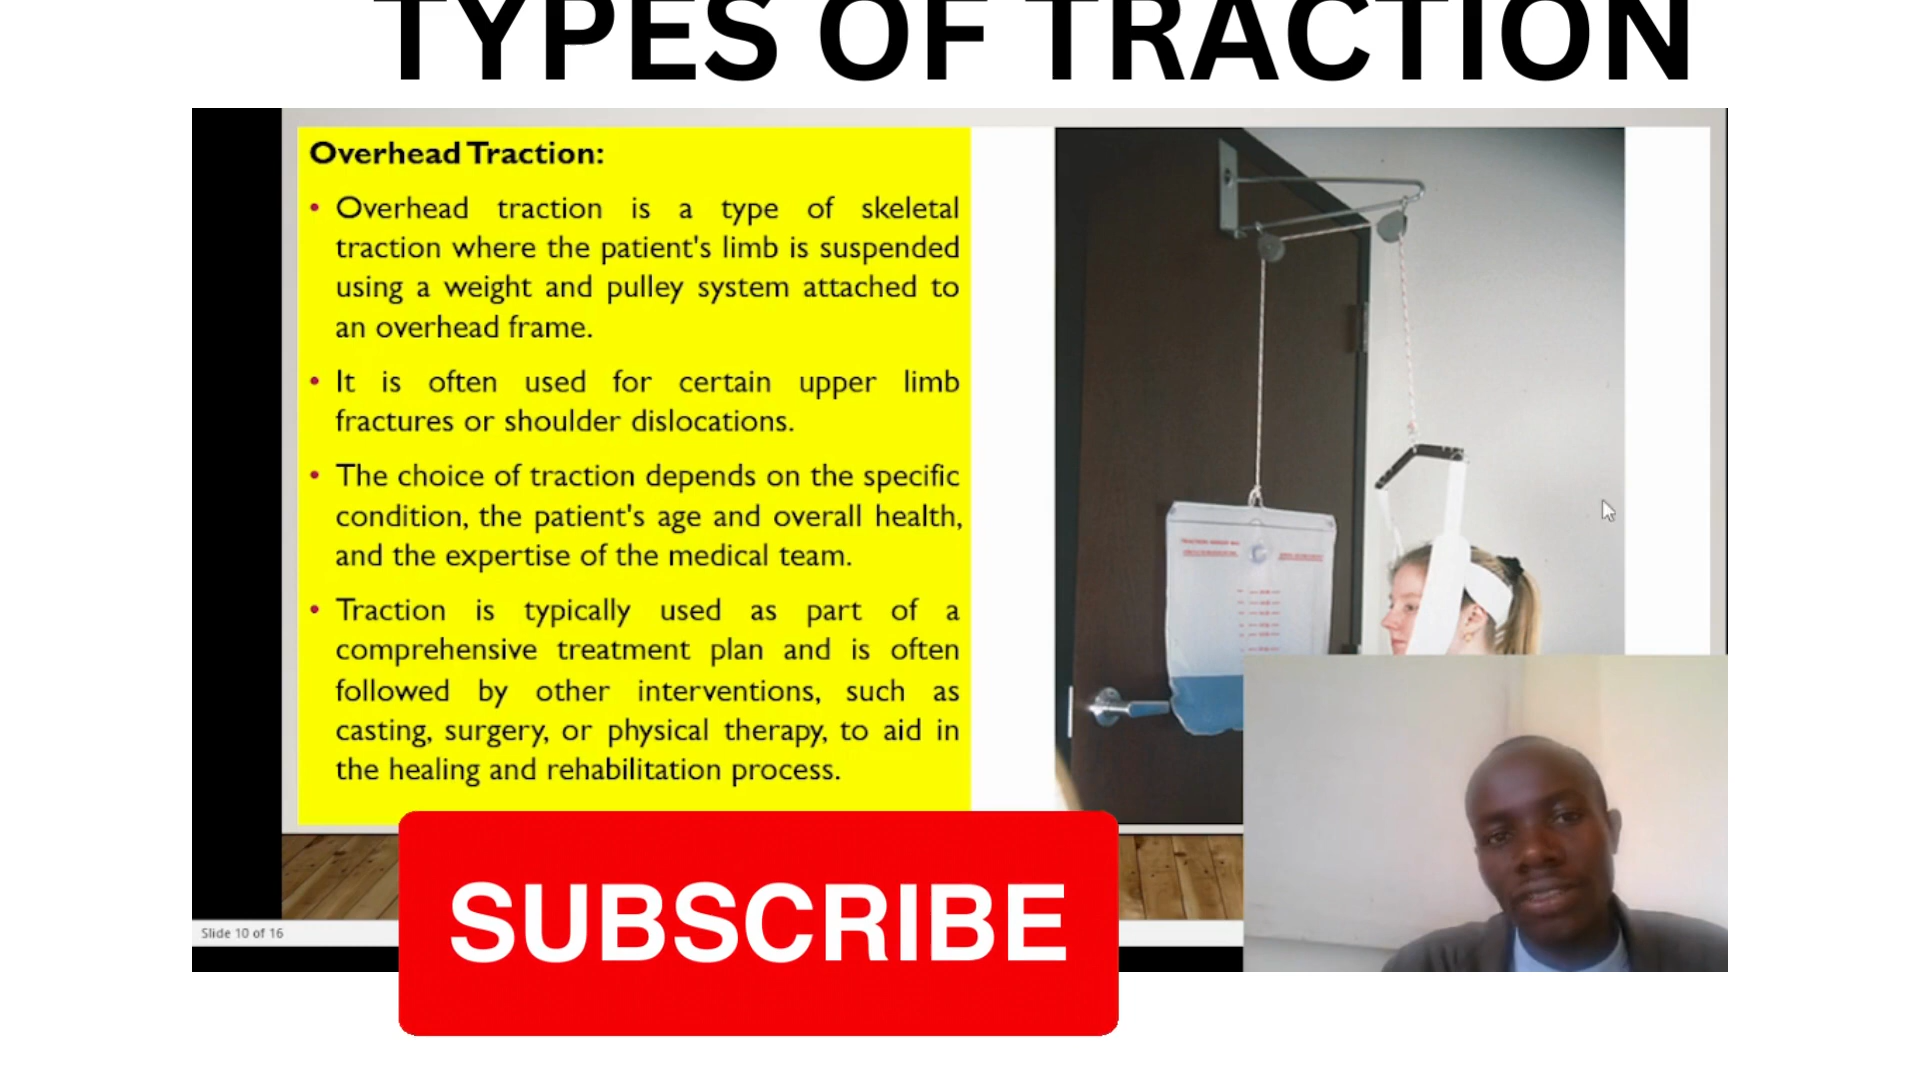 TYPES OF TRACTION
Overhead Traction:
• Overhead traction is a type of skeletal
traction where the patient's limb is suspended
using a weight and pulley system attached to
an overhead frame.
• It is often used for certain upper limb
fractures or shoulder dislocations.
• The choice of traction depends on the specific
condition, the patient's age and overall health,
and the expertise of the medical team.
• Traction is typically used as part of a
comprehensive treatment plan and is often
followed by other interventions, such as
casting, surgery, or physical therapy, to aid in
the healing and rehabilitation process.
SUBSCRIBE
Slide 10 of 16